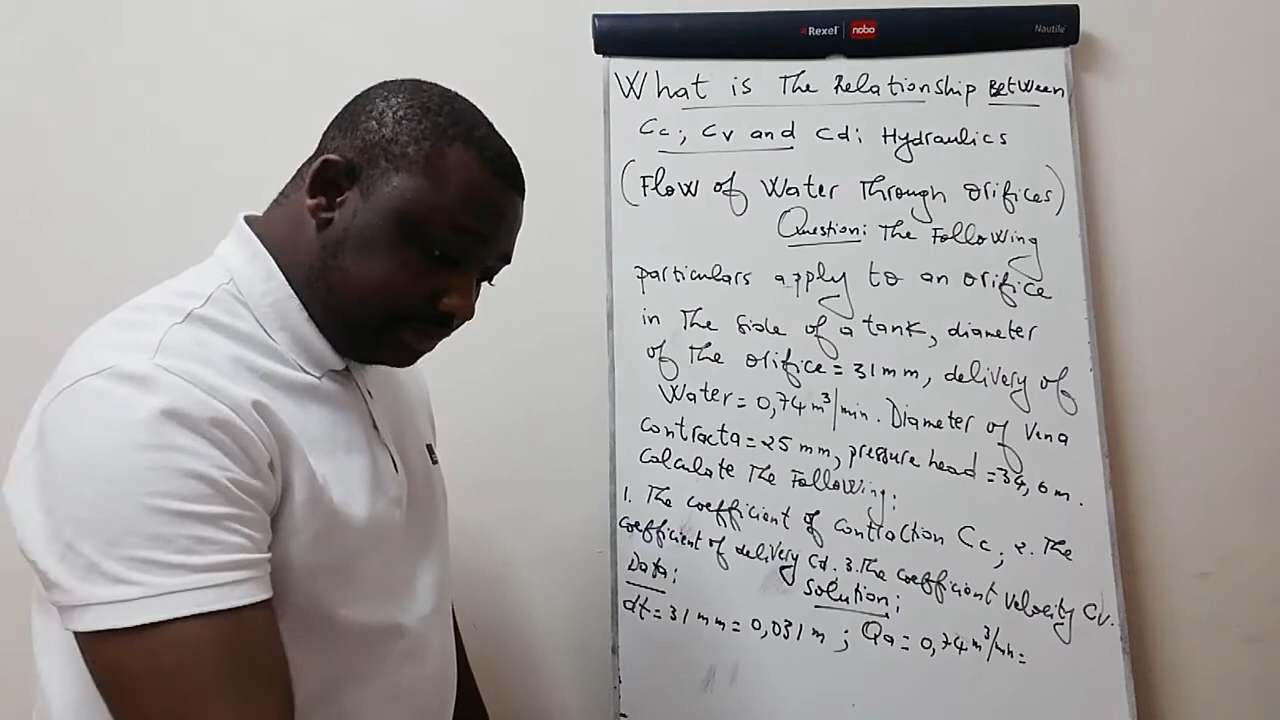 Rexel nobo Nautile
What is The Relationship Between
Cc; Cv and Cd: Hydraulics
(Flow of Water Through Orifices)
Question: The Following
particulars apply to an orifice
in The Side of a tank, diameter
of The orifice = 31 mm, delivery of
Water = 0,74 m³/min. Diameter of Vena
contracta = 25 mm, pressure head = 34,6 m.
Calculate The Following:
1. The coefficient of contraction Cc, 2. The
coefficient of delivery Cd. 3. The coefficient Velocity Cv.
Data: Solution:
dt = 31 mm = 0,031 m ; Qa = 0,74 m³/min =